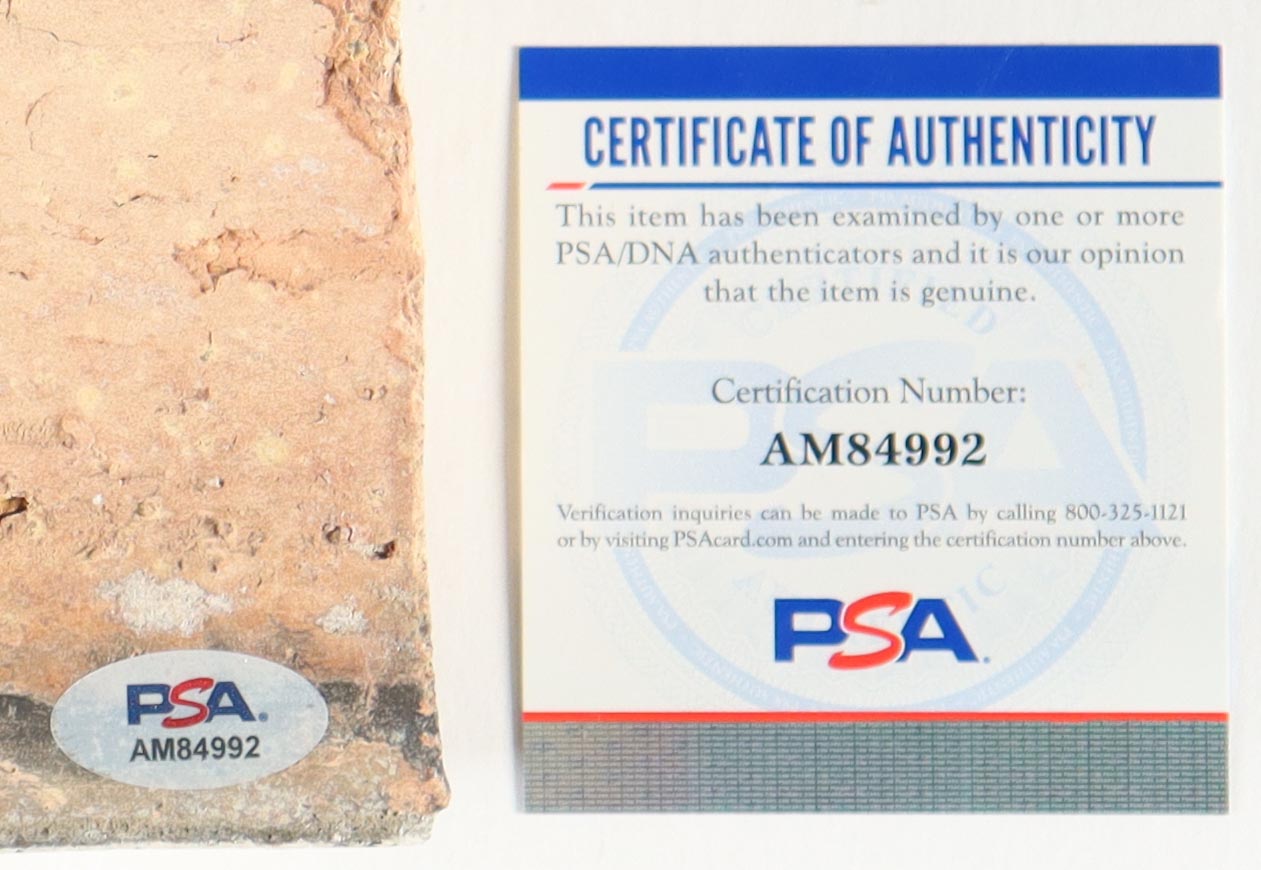 CERTIFICATE OF AUTHENTICITY
This item has been examined by one or more
PSA/DNA authenticators and it is our opinion
that the item is genuine.
CERTIFIED
PSA
Certification Number:
AM84992
Verification inquiries can be made to PSA by calling 800-325-1121
or by visiting PSAcard.com and entering the certification number above.
PSA.
PSA.
AM84992